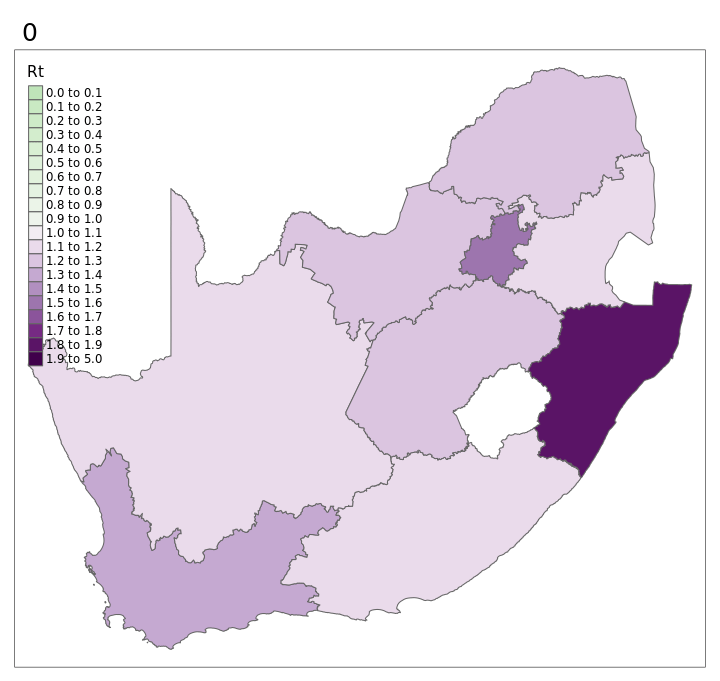 0
Rt
0.0 to 0.1
0.1 to 0.2
0.2 to 0.3
0.3 to 0.4
0.4 to 0.5
0.5 to 0.6
0.6 to 0.7
0.7 to 0.8
0.8 to 0.9
0.9 to 1.0
1.0 to 1.1
1.1 to 1.2
1.2 to 1.3
1.3 to 1.4
1.4 to 1.5
1.5 to 1.6
1.6 to 1.7
1.7 to 1.8
1.8 to 1.9
1.9 to 5.0